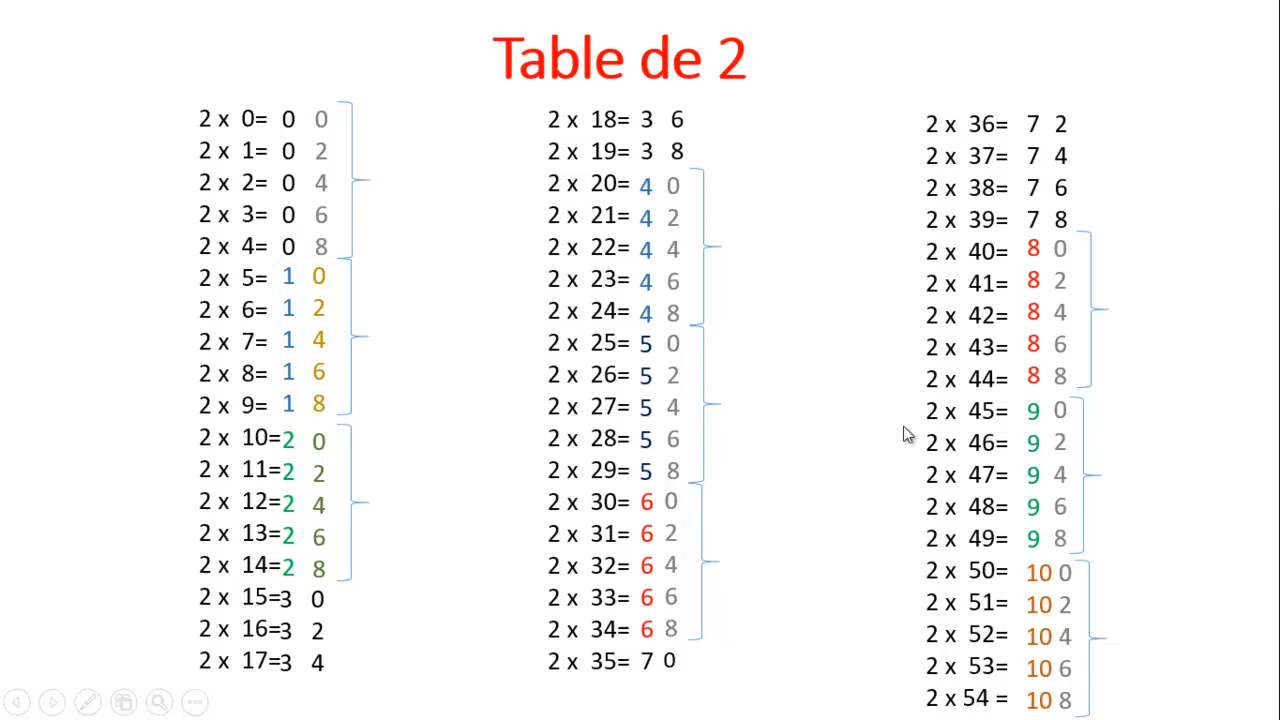 Table de 2
2 x 0= 0 0
2 x 1= 0 2
2 x 2= 0 4
2 x 3= 0 6
2 x 4= 0 8
2 x 5= 1 0
2 x 6= 1 2
2 x 7= 1 4
2 x 8= 1 6
2 x 9= 1 8
2 x 10=2 0
2 x 11=2 2
2 x 12=2 4
2 x 13=2 6
2 x 14=2 8
2 x 15=3 0
2 x 16=3 2
2 x 17=3 4
2 x 18= 3 6
2 x 19= 3 8
2 x 20= 4 0
2 x 21= 4 2
2 x 22= 4 4
2 x 23= 4 6
2 x 24= 4 8
2 x 25= 5 0
2 x 26= 5 2
2 x 27= 5 4
2 x 28= 5 6
2 x 29= 5 8
2 x 30= 6 0
2 x 31= 6 2
2 x 32= 6 4
2 x 33= 6 6
2 x 34= 6 8
2 x 35= 7 0
2 x 36= 7 2
2 x 37= 7 4
2 x 38= 7 6
2 x 39= 7 8
2 x 40= 8 0
2 x 41= 8 2
2 x 42= 8 4
2 x 43= 8 6
2 x 44= 8 8
2 x 45= 9 0
2 x 46= 9 2
2 x 47= 9 4
2 x 48= 9 6
2 x 49= 9 8
2 x 50= 10 0
2 x 51= 10 2
2 x 52= 10 4
2 x 53= 10 6
2 x 54 = 10 8